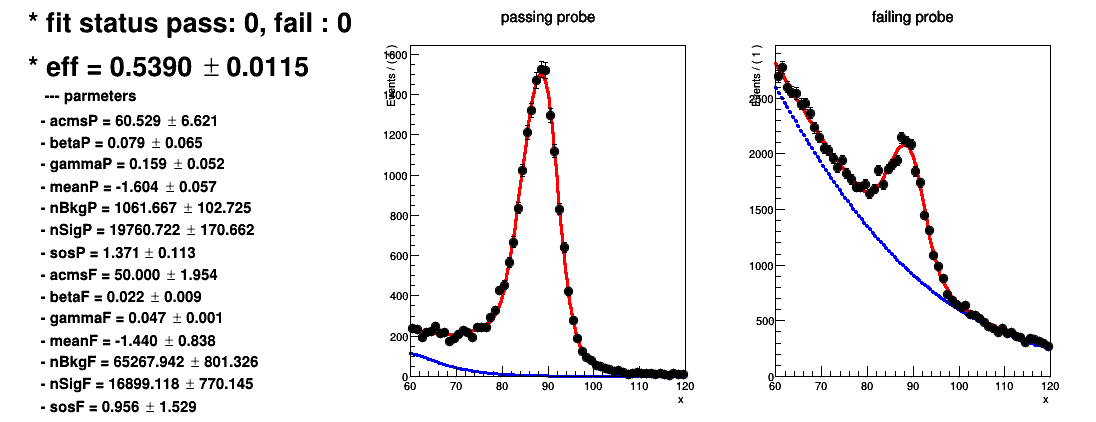 * fit status pass: 0, fail : 0
* eff = 0.5390 ± 0.0115
--- parmeters
- acmsP = 60.529 ± 6.621
- betaP = 0.079 ± 0.065
- gammaP = 0.159 ± 0.052
- meanP = -1.604 ± 0.057
- nBkgP = 1061.667 ± 102.725
- nSigP = 19760.722 ± 170.662
- sosP = 1.371 ± 0.113
- acmsF = 50.000 ± 1.954
- betaF = 0.022 ± 0.009
- gammaF = 0.047 ± 0.001
- meanF = -1.440 ± 0.838
- nBkgF = 65267.942 ± 801.326
- nSigF = 16899.118 ± 770.145
- sosF = 0.956 ± 1.529
passing probe
Events / ( 1 )
1600
1400
1200
1000
800
600
400
200
0
60 70 80 90 100 110 120
x
failing probe
Events / ( 1 )
2500
2000
1500
1000
500
0
60 70 80 90 100 110 120
x